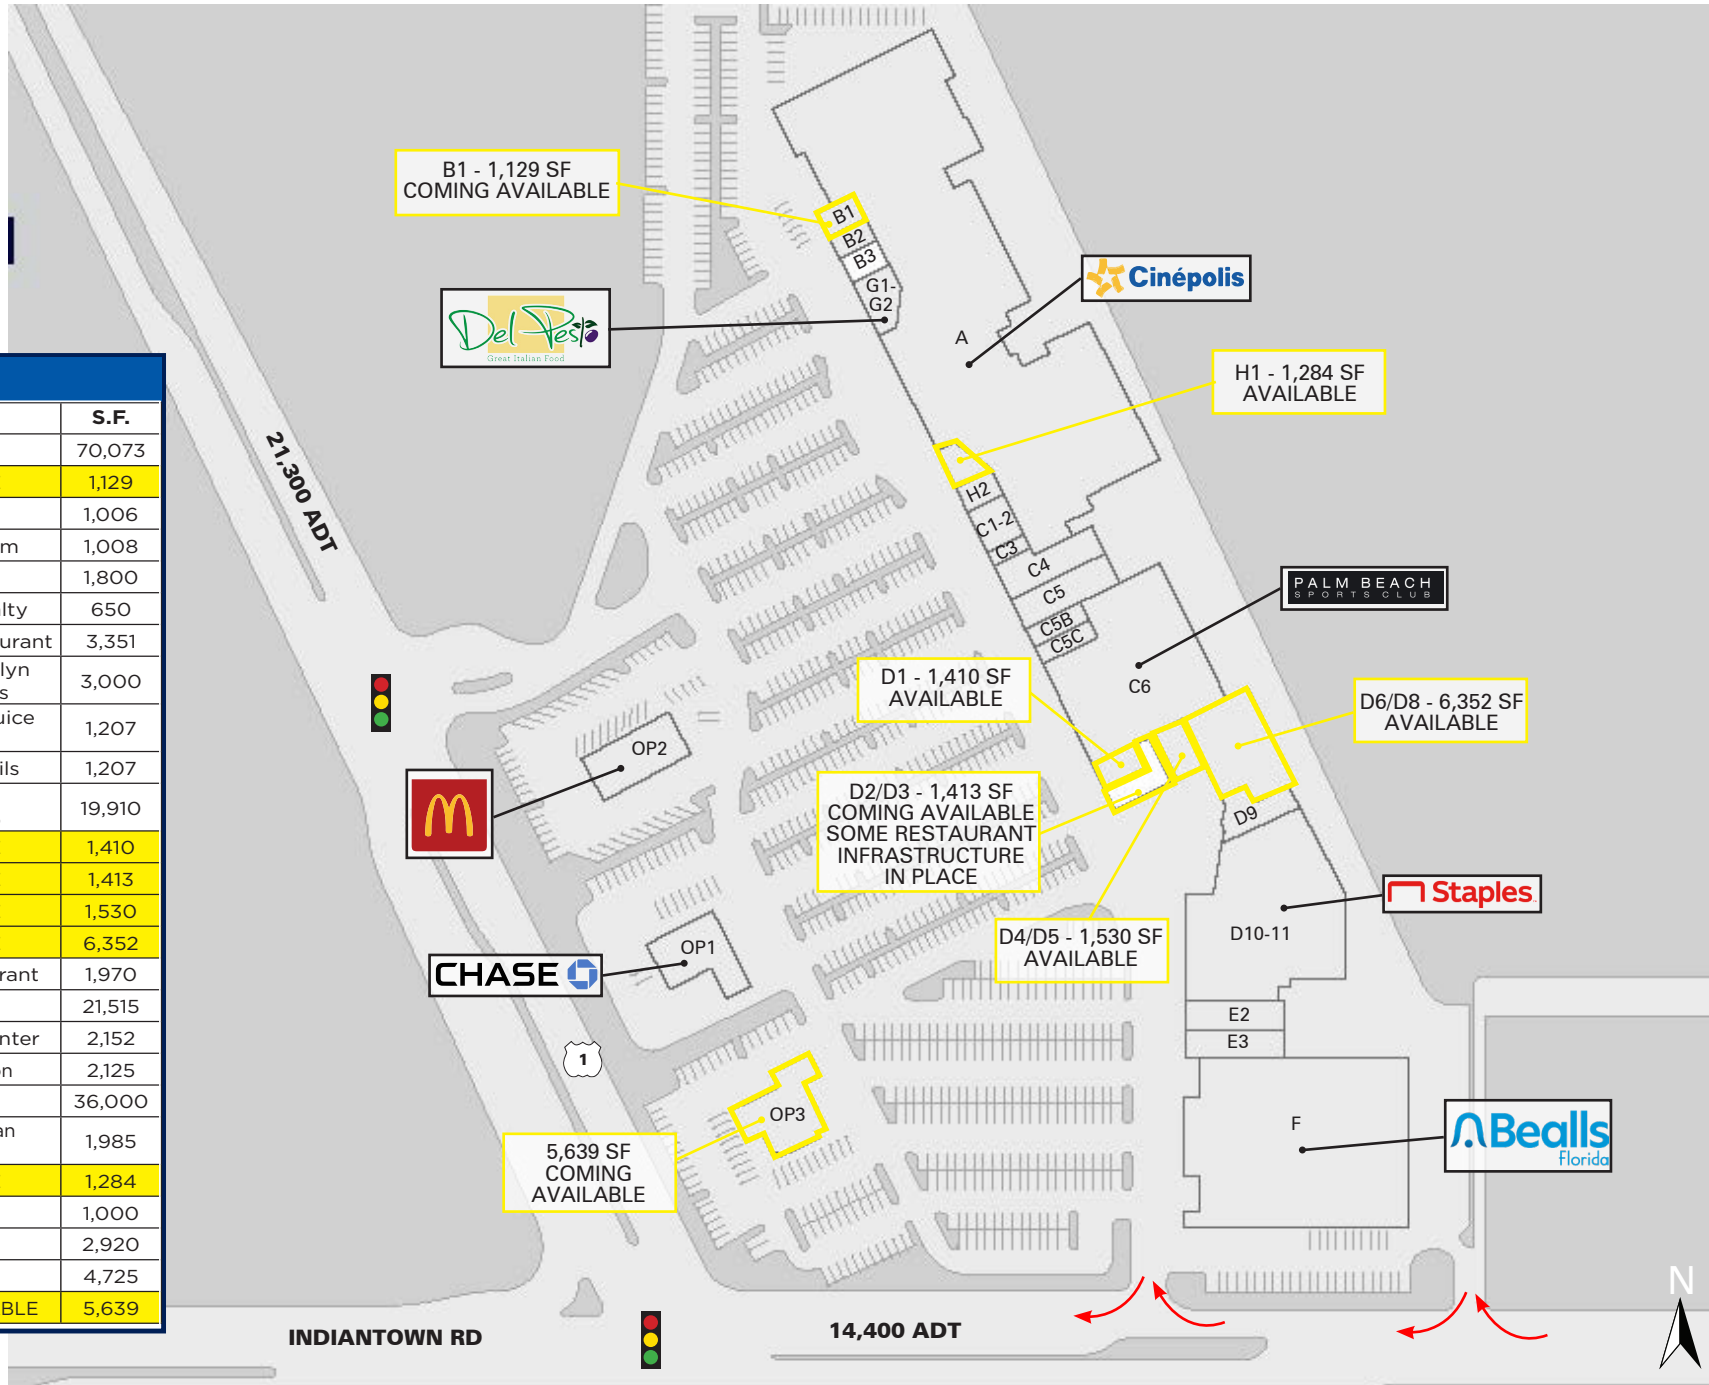 B1 - 1,129 SF
COMING AVAILABLE
B1
B2
B3
G1-
G2
Cinépolis
Del Pesto
Great Italian Food
A
H1 - 1,284 SF
AVAILABLE
S.F.
70,073
1,129
1,006
m
1,008
1,800
lty
650
urant
3,351
lyn
s
3,000
uice
1,207
ils
1,207
19,910
1,410
1,413
1,530
6,352
rant
1,970
21,515
nter
2,152
on
2,125
36,000
an
1,985
1,284
1,000
2,920
4,725
BLE
5,639
21,300 ADT
H2
C1-2
C3
C4
C5
C5B
C5C
PALM BEACH
SPORTS CLUB
C6
D1 - 1,410 SF
AVAILABLE
D6/D8 - 6,352 SF
AVAILABLE
OP2
D2/D3 - 1,413 SF
COMING AVAILABLE
SOME RESTAURANT
INFRASTRUCTURE
IN PLACE
D9
Staples
D4/D5 - 1,530 SF
AVAILABLE
D10-11
OP1
CHASE
E2
E3
1
OP3
F
Bealls
Florida
5,639 SF
COMING
AVAILABLE
N
INDIANTOWN RD
14,400 ADT